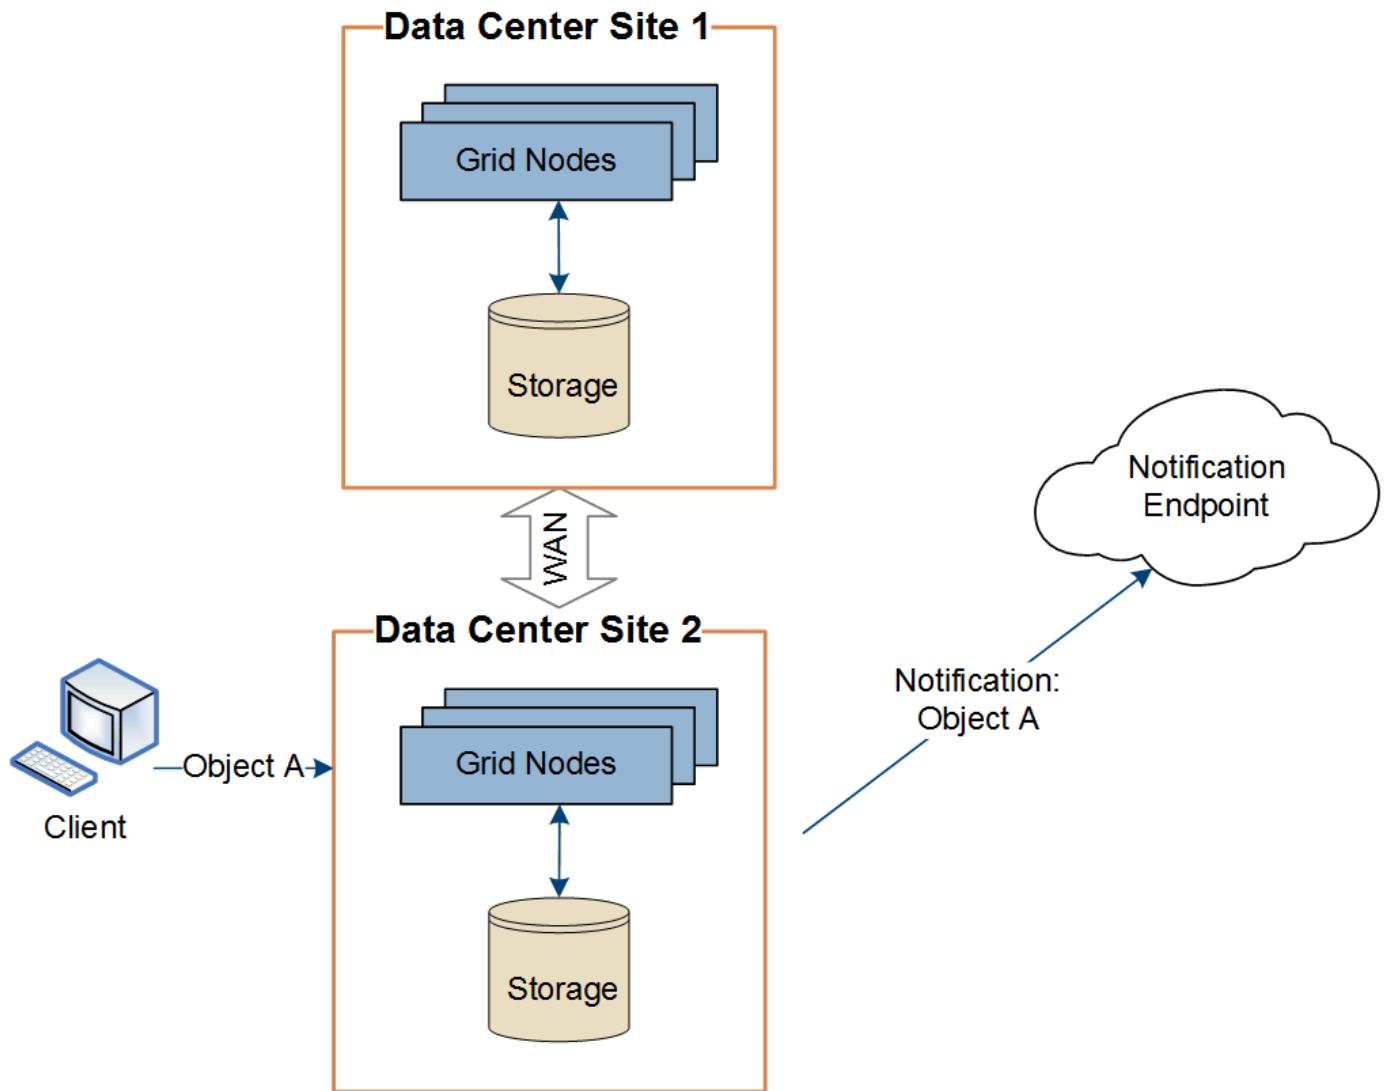 Data Center Site 1
Grid Nodes
Storage
WAN
Notification
Endpoint
Data Center Site 2
Notification:
Object A
Grid Nodes
Object A
Client
Storage